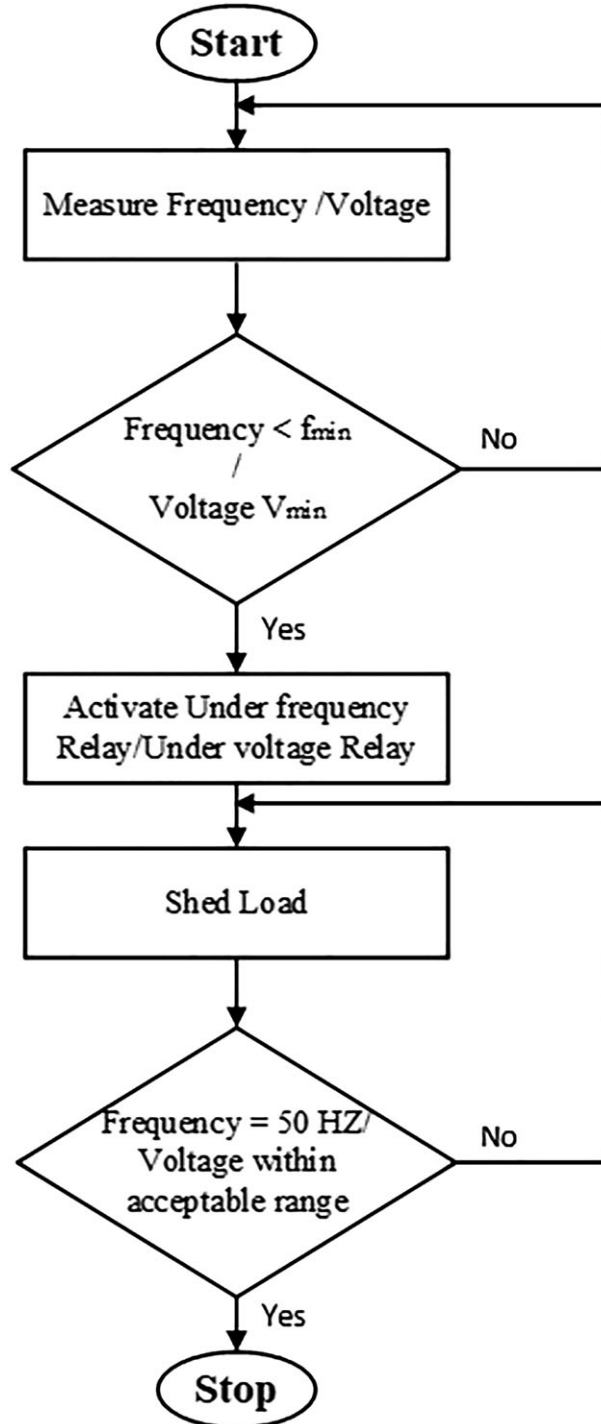 Start
Measure Frequency /Voltage
Frequency < fmin
/
Voltage Vmin
No
Yes
Activate Under frequency
Relay/Under voltage Relay
Shed Load
Frequency = 50 HZ/
Voltage within
acceptable range
No
Yes
Stop